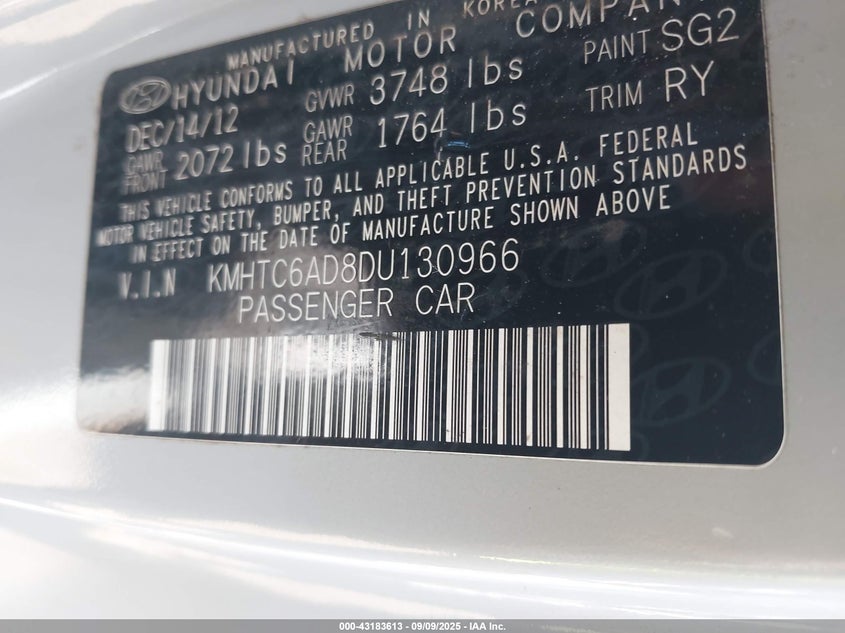 MANUFACTURED IN KOREA
HYUNDAI MOTOR COMPANY
DEC/14/12 GVWR 3748 lbs PAINT SG2
GAWR FRONT 2072 lbs GAWR REAR 1764 lbs TRIM RY
THIS VEHICLE CONFORMS TO ALL APPLICABLE U.S.A. FEDERAL
MOTOR VEHICLE SAFETY, BUMPER, AND THEFT PREVENTION STANDARDS
IN EFFECT ON THE DATE OF MANUFACTURE SHOWN ABOVE
V.I.N KMHTC6AD8DU130966
PASSENGER CAR
000-43183613 - 09/09/2025 - IAA Inc.